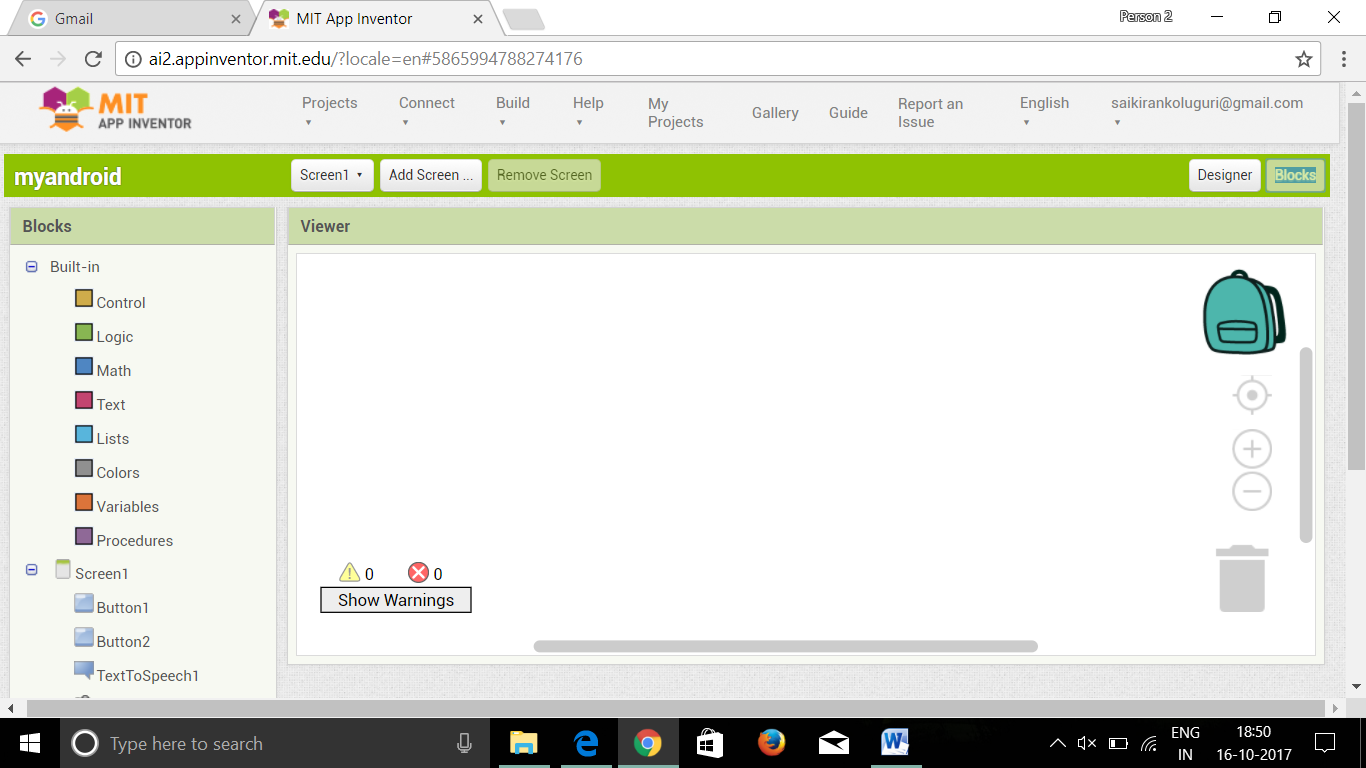 Gmail
MIT App Inventor
Person 2
ai2.appinventor.mit.edu/?locale=en#5865994788274176
MIT
APP INVENTOR
Projects
Connect
Build
Help
My
Projects
Gallery
Guide
Report an
Issue
English
saikirankoluguri@gmail.com
myandroid
Screen1
Add Screen ...
Remove Screen
Designer
Blocks
Blocks
Viewer
Built-in
Control
Logic
Math
Text
Lists
Colors
Variables
Procedures
Screen1
Button1
Button2
TextToSpeech1
0
0
Show Warnings
Type here to search
ENG
IN
18:50
16-10-2017